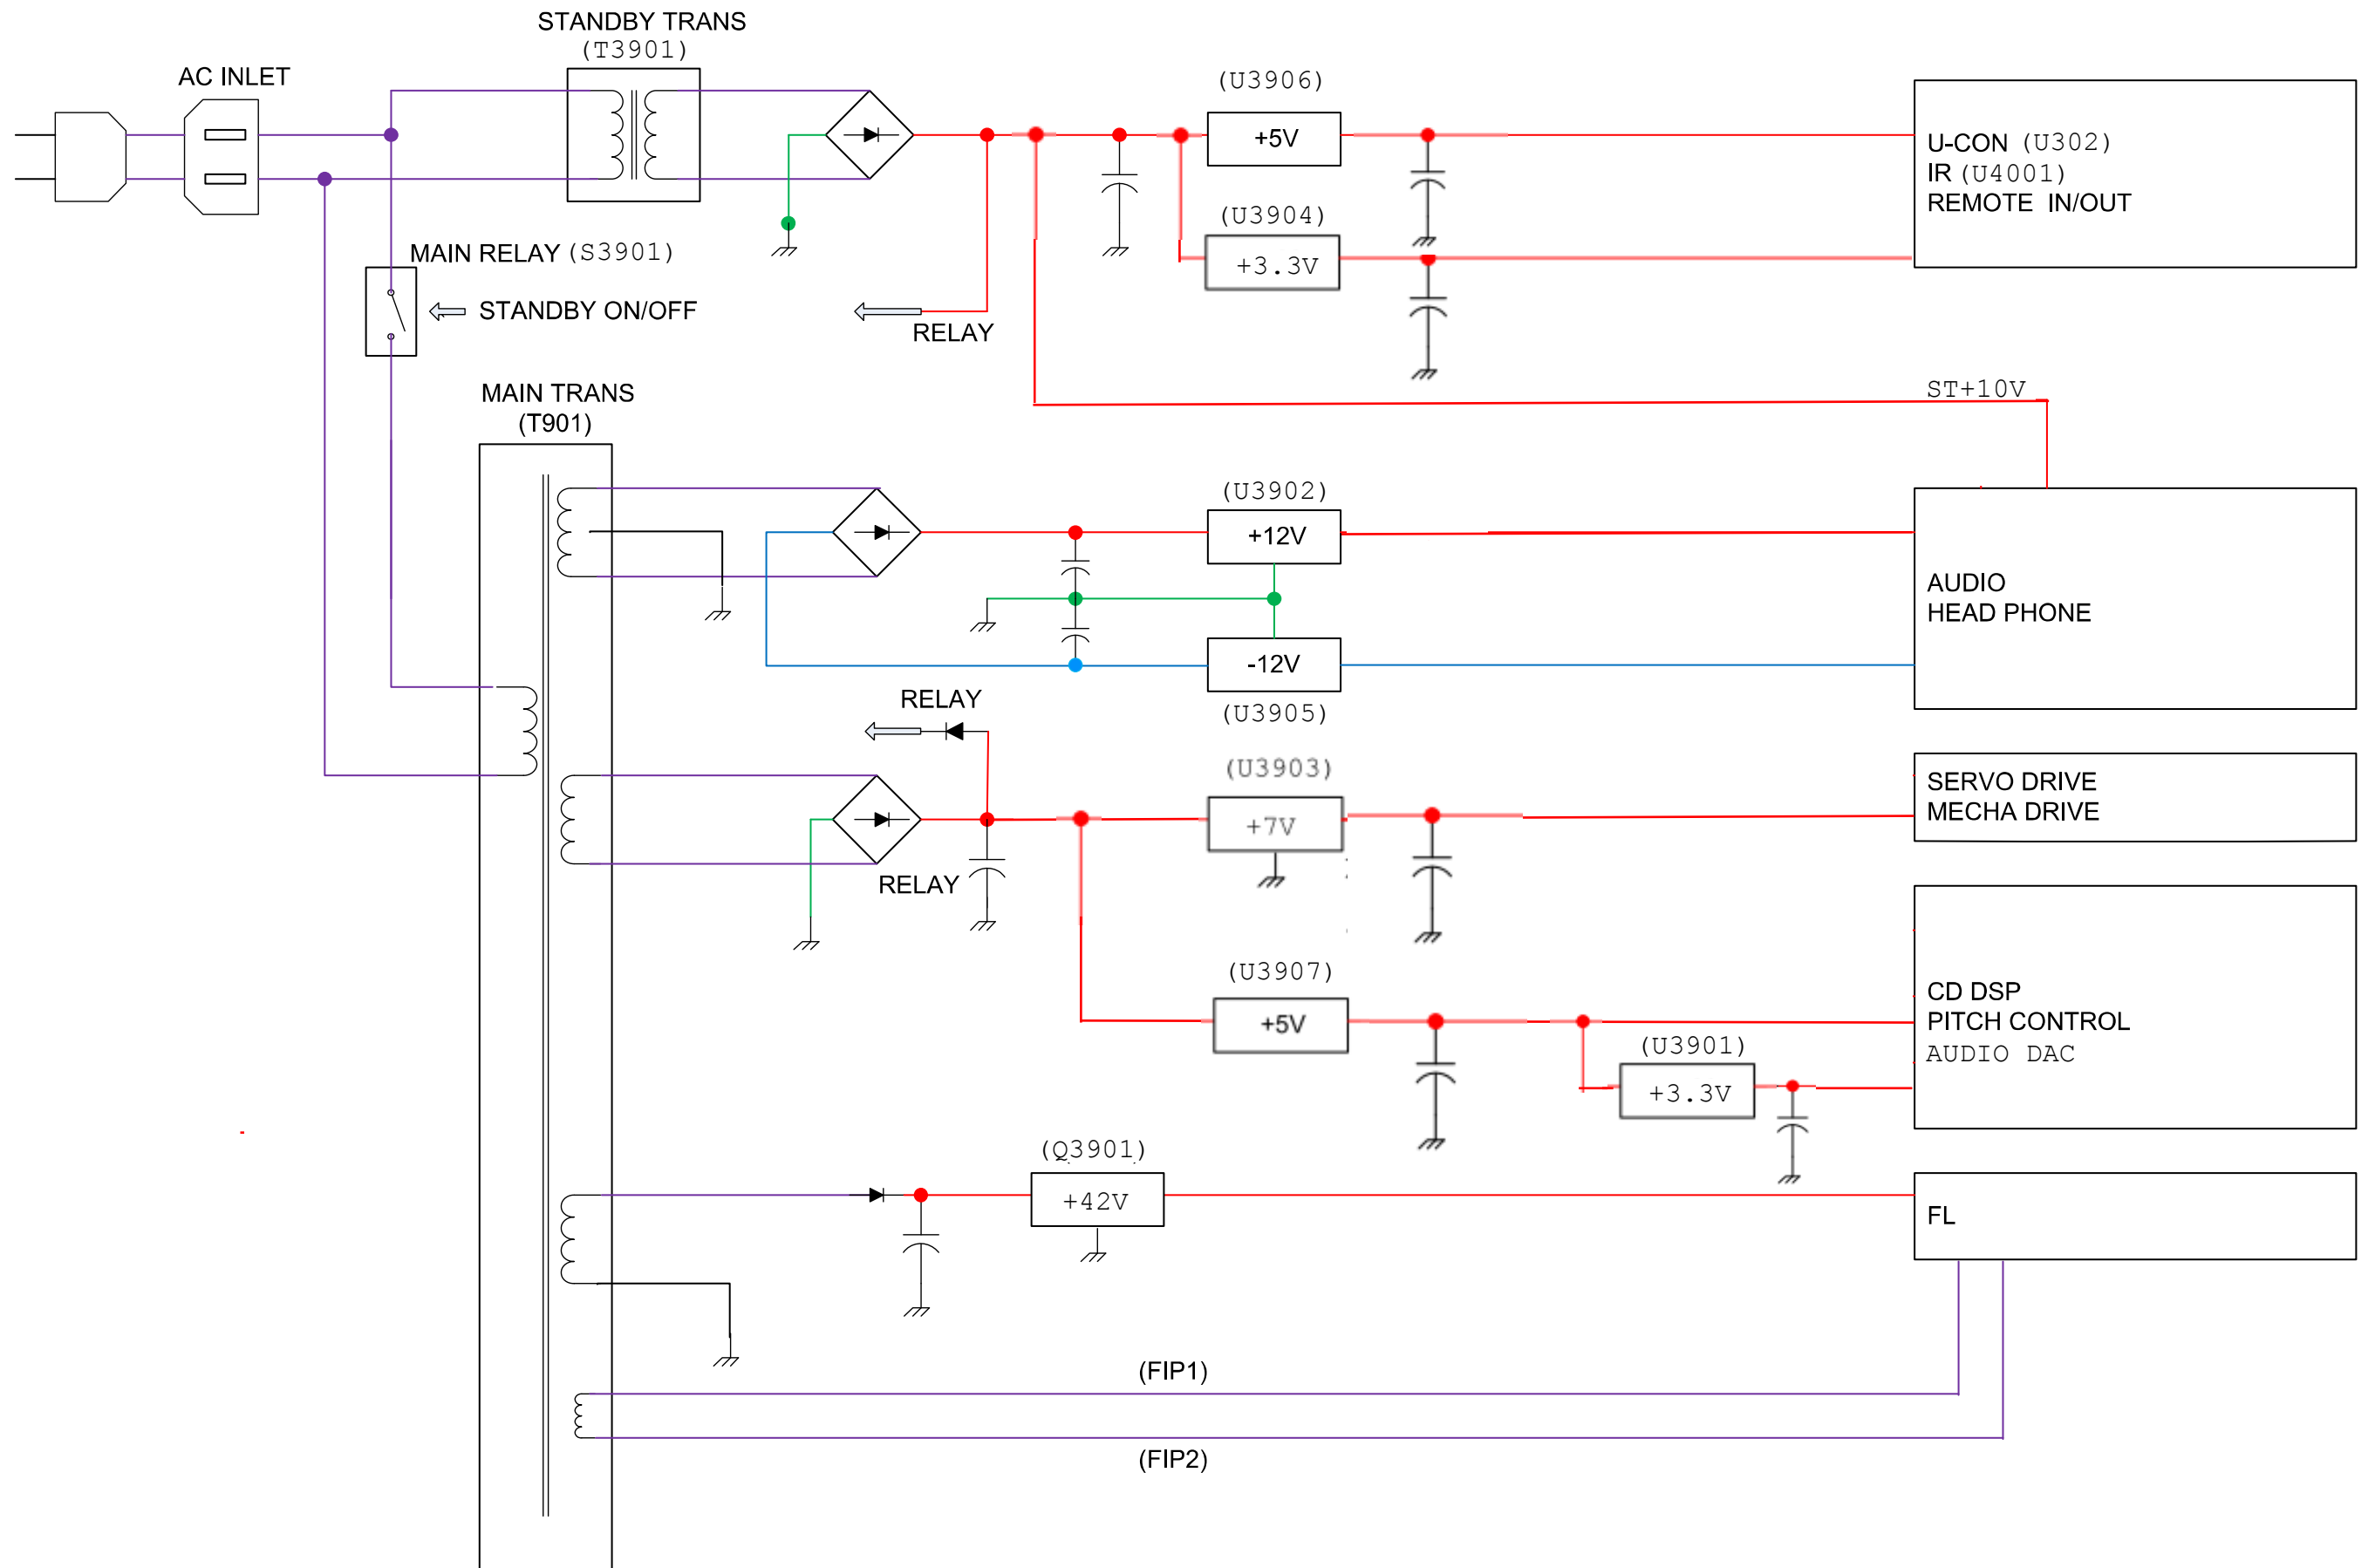 STANDBY TRANS
(T3901)
AC INLET
(U3906)
+5V
U-CON (U302)
IR (U4001)
REMOTE IN/OUT
(U3904)
+3.3V
MAIN RELAY (S3901)
STANDBY ON/OFF
RELAY
ST+10V
MAIN TRANS
(T901)
(U3902)
+12V
AUDIO
HEAD PHONE
-12V
(U3905)
RELAY
(U3903)
+7V
SERVO DRIVE
MECHA DRIVE
RELAY
(U3907)
+5V
CD DSP
PITCH CONTROL
AUDIO DAC
(U3901)
+3.3V
(Q3901)
+42V
FL
(FIP1)
(FIP2)